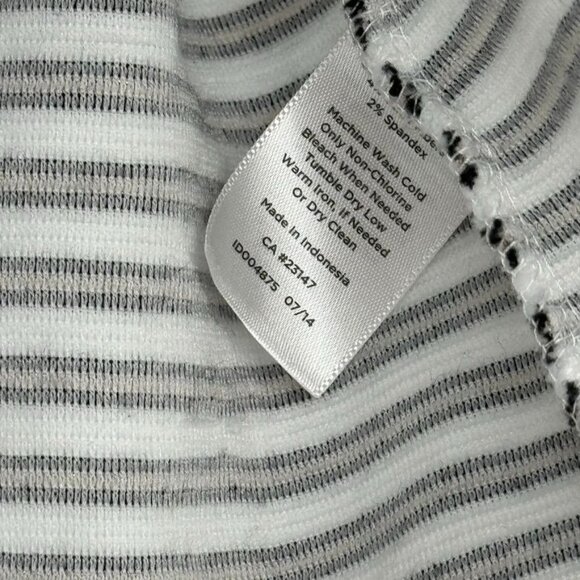 2% Spandex
Machine Wash Cold
Only Non-Chlorine
Bleach When Needed
Tumble Dry Low
Warm Iron, if Needed
Or Dry Clean
Made in Indonesia
CA #23147
ID004875 07/14